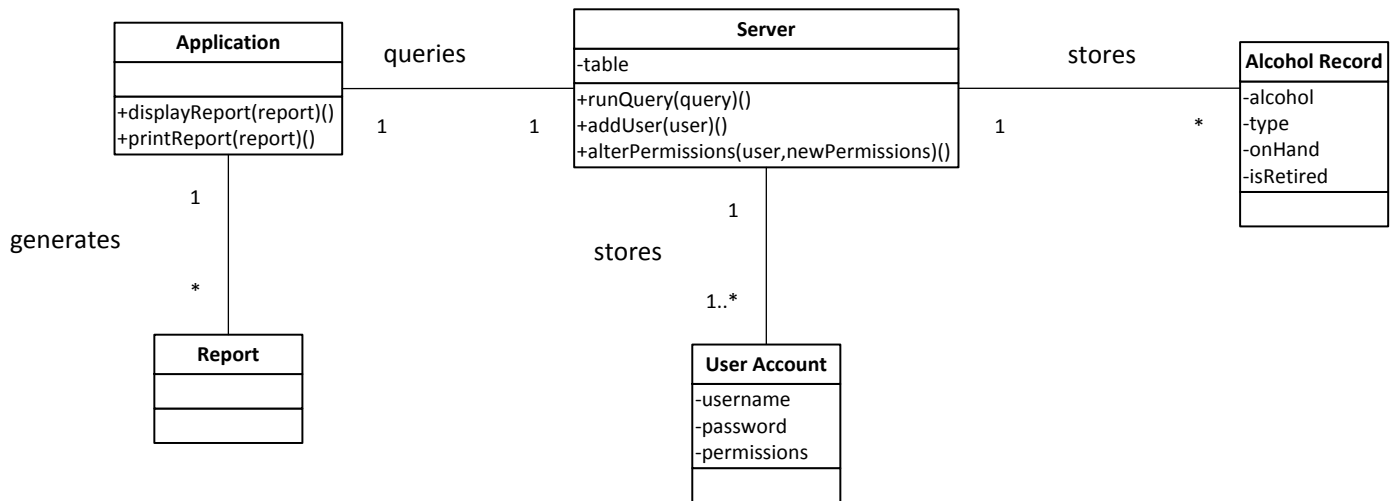 Application
+displayReport(report)()
+printReport(report)()
queries
1
1
Server
-table
+runQuery(query)()
+addUser(user)()
+alterPermissions(user,newPermissions)()
stores
1
*
Alcohol Record
-alcohol
-type
-onHand
-isRetired
1
generates
*
Report
1
stores
1..*
User Account
-username
-password
-permissions